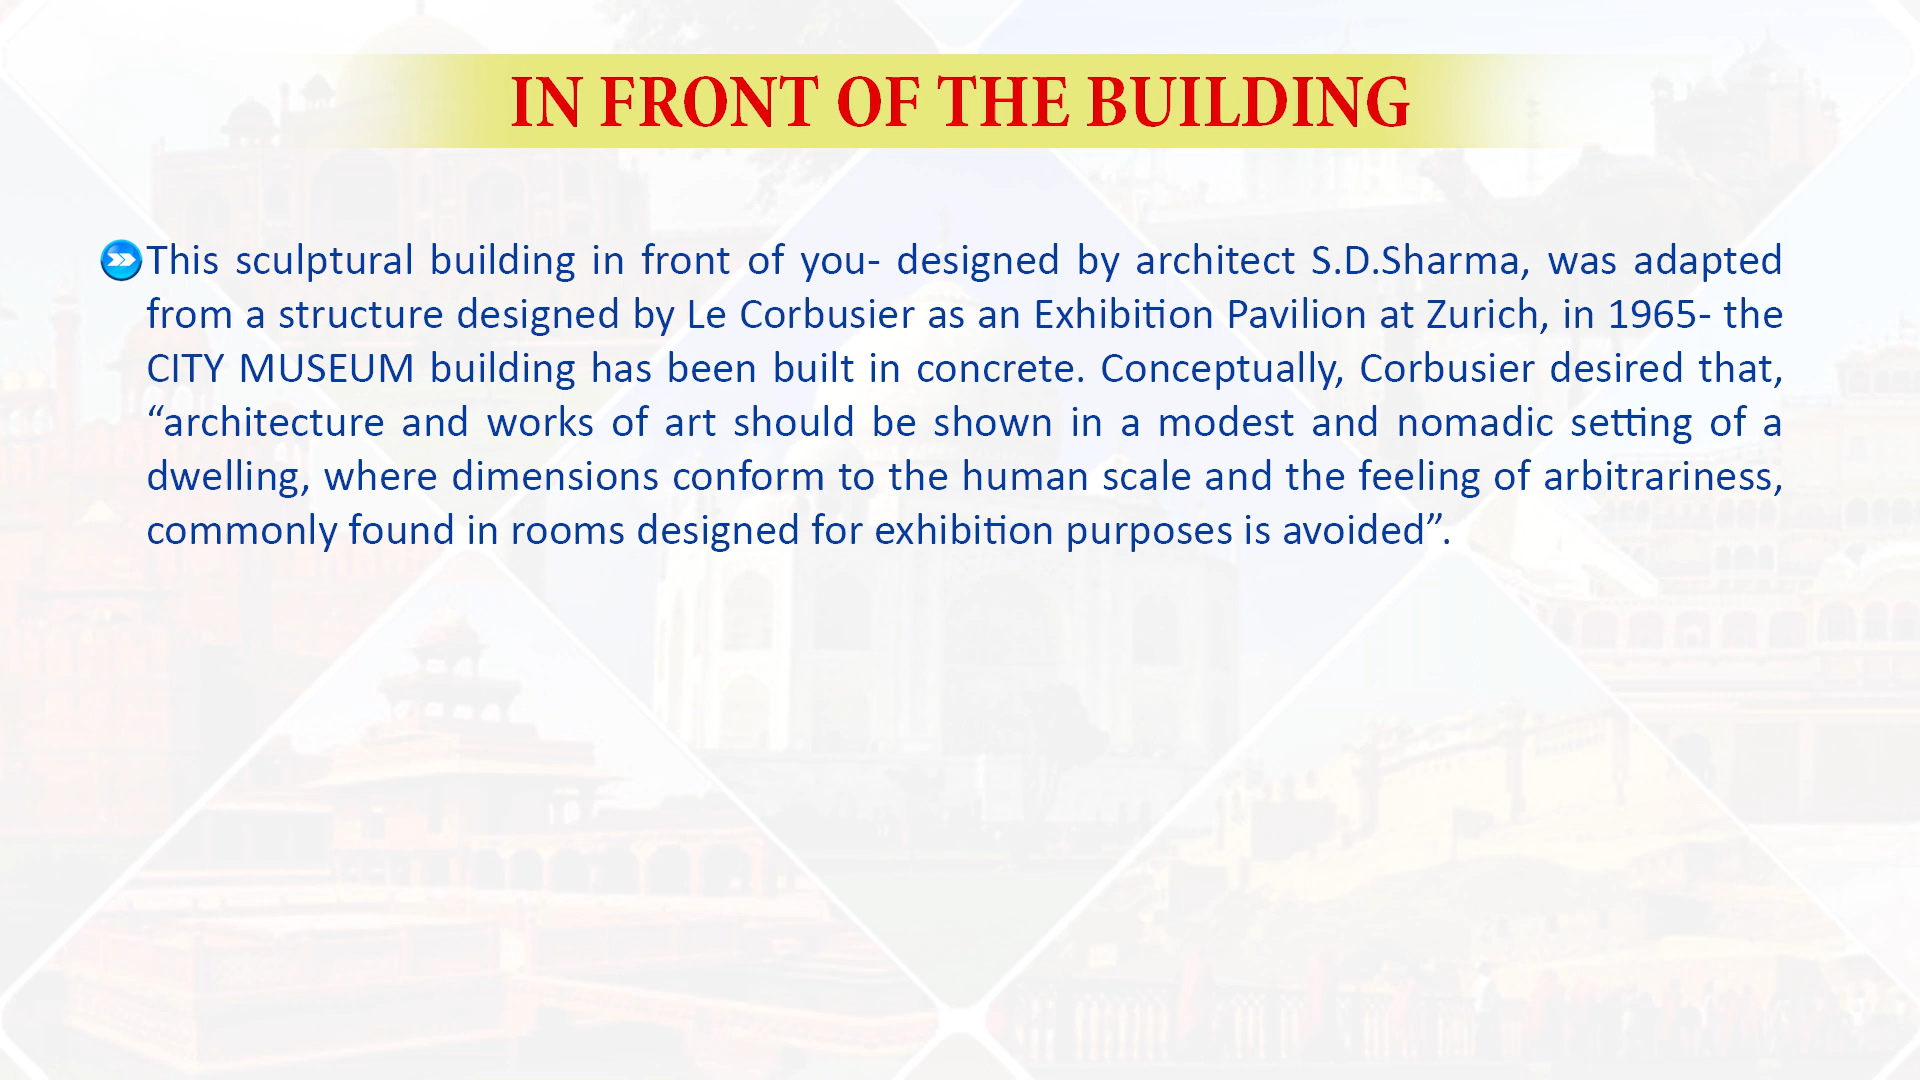 IN FRONT OF THE BUILDING
This sculptural building in front of you- designed by architect S.D.Sharma, was adapted
from a structure designed by Le Corbusier as an Exhibition Pavilion at Zurich, in 1965- the
CITY MUSEUM building has been built in concrete. Conceptually, Corbusier desired that,
“architecture and works of art should be shown in a modest and nomadic setting of a
dwelling, where dimensions conform to the human scale and the feeling of arbitrariness,
commonly found in rooms designed for exhibition purposes is avoided”.